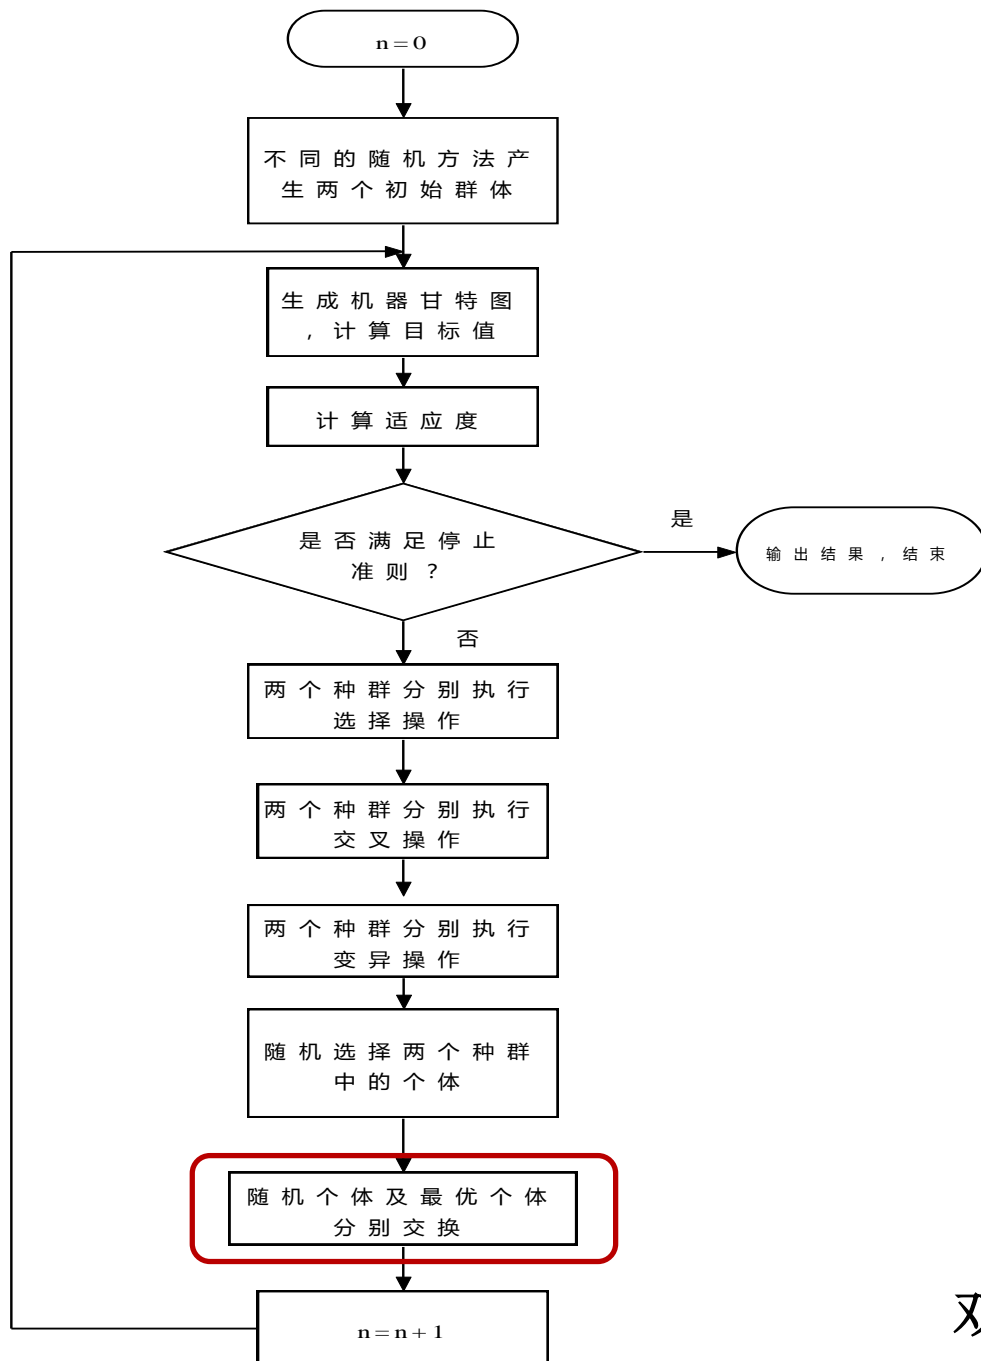 n=0
不同的随机方法产
生两个初始群体
生成机器甘特图
，计算目标值
计算适应度
是否满足停止
准则？
是
输出结果，结束
否
两个种群分别执行
选择操作
两个种群分别执行
交叉操作
两个种群分别执行
变异操作
随机选择两个种群
中的个体
随机个体及最优个体
分别交换
n=n+1